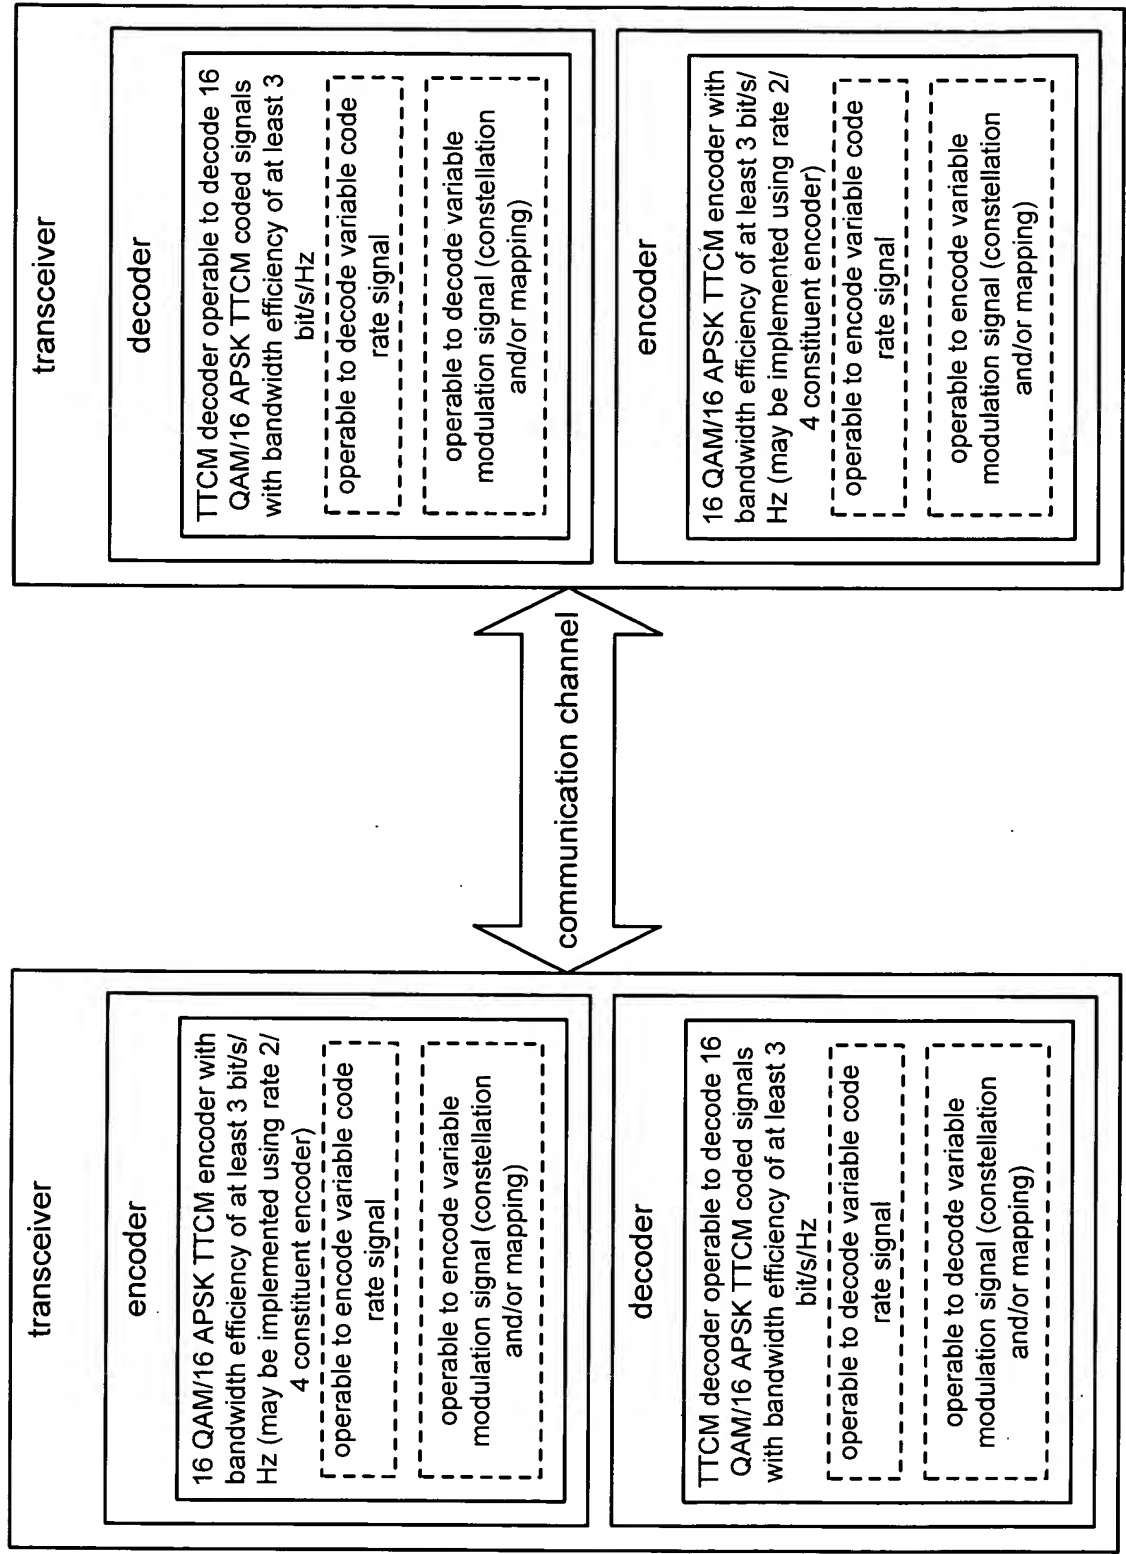 transceiver
encoder
16 QAM/16 APSK TTCM encoder with
bandwidth efficiency of at least 3 bit/s/
Hz (may be implemented using rate 2/
4 constituent encoder)
operable to encode variable code
rate signal
operable to encode variable
modulation signal (constellation
and/or mapping)
decoder
TTCM decoder operable to decode 16
QAM/16 APSK TTCM coded signals
with bandwidth efficiency of at least 3
bit/s/Hz
operable to decode variable code
rate signal
operable to decode variable
modulation signal (constellation
and/or mapping)
communication channel
transceiver
decoder
TTCM decoder operable to decode 16
QAM/16 APSK TTCM coded signals
with bandwidth efficiency of at least 3
bit/s/Hz
operable to decode variable code
rate signal
operable to decode variable
modulation signal (constellation
and/or mapping)
encoder
16 QAM/16 APSK TTCM encoder with
bandwidth efficiency of at least 3 bit/s/
Hz (may be implemented using rate 2/
4 constituent encoder)
operable to encode variable code
rate signal
operable to encode variable
modulation signal (constellation
and/or mapping)